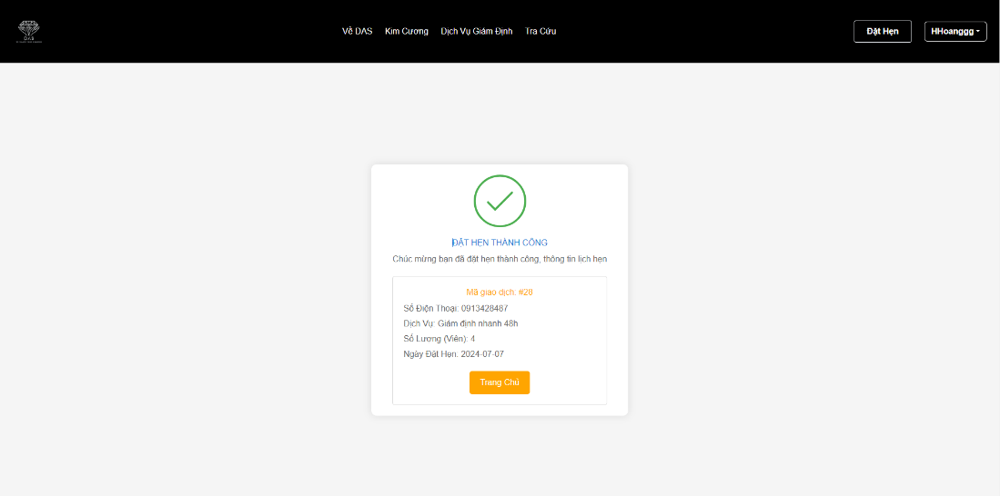 DAS
Về DAS
Kim Cương
Dịch Vụ Giám Định
Tra Cứu
Đặt Hẹn
HHoanggg
ĐẶT HẸN THÀNH CÔNG
Chúc mừng bạn đã đặt hẹn thành công, thông tin lịch hẹn
Mã giao dịch: #28
Số Điện Thoại: 0913428487
Dịch Vụ: Giám định nhanh 48h
Số Lượng (Viên): 4
Ngày Đặt Hẹn: 2024-07-07
Trang Chủ